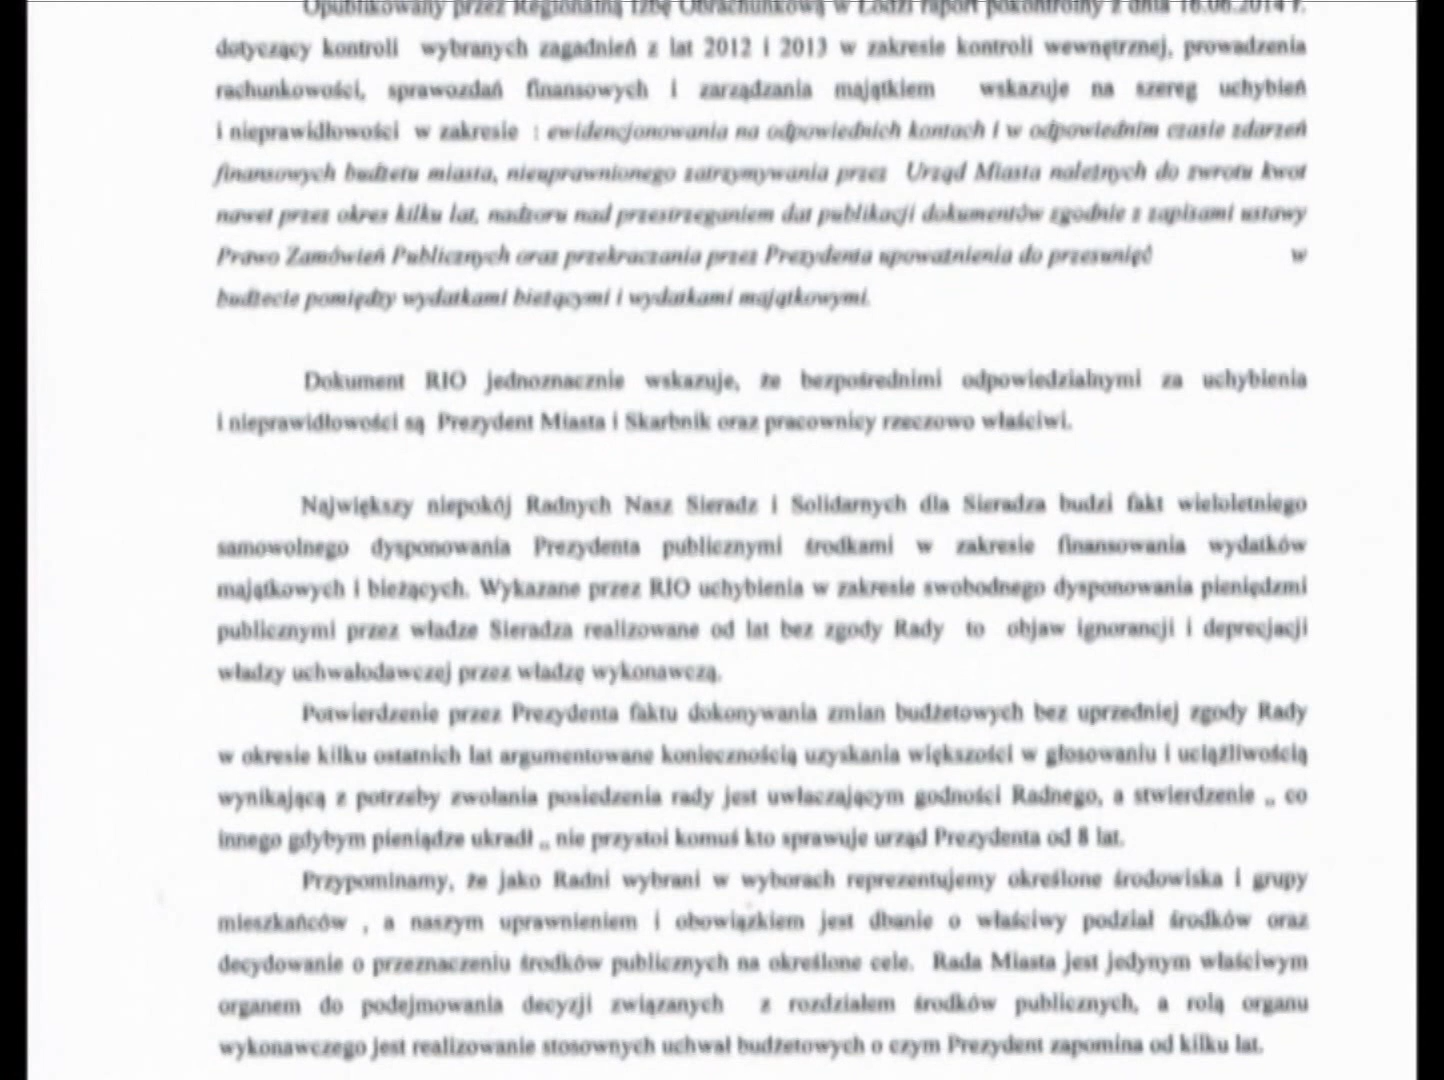 Opublikowany przez Regionalną Izbę Obrachunkową w Łodzi raport pokontrolny z dnia 16.06.2014 r.
dotyczący kontroli wybranych zagadnień z lat 2012 i 2013 w zakresie kontroli wewnętrznej, prowadzenia
rachunkowości, sprawozdań finansowych i zarządzania majątkiem wskazuje na szereg uchybień
i nieprawidłowości w zakresie : ewidencjonowania na odpowiednich kontach i w odpowiednim czasie zdarzeń
finansowych budżetu miasta, nieuprawnionego zatrzymywania przez Urząd Miasta należnych do zwrotu kwot
nawet przez okres kilku lat, nadzoru nad przestrzeganiem dat publikacji dokumentów zgodnie z zapisami ustawy
Prawo Zamówień Publicznych oraz przekraczania przez Prezydenta upoważnienia do przesunięć w
budżecie pomiędzy wydatkami bieżącymi i wydatkami majątkowymi.
Dokument RIO jednoznacznie wskazuje, że bezpośrednimi odpowiedzialnymi za uchybienia
i nieprawidłowości są Prezydent Miasta i Skarbnik oraz pracownicy rzeczowo właściwi.
Największy niepokój Radnych Nasz Sieradz i Solidarnych dla Sieradza budzi fakt wieloletniego
samowolnego dysponowania Prezydenta publicznymi środkami w zakresie finansowania wydatków
majątkowych i bieżących. Wykazane przez RIO uchybienia w zakresie swobodnego dysponowania pieniędzmi
publicznymi przez władze Sieradza realizowane od lat bez zgody Rady to objaw ignorancji i deprecjacji
władzy uchwałodawczej przez władzę wykonawczą.
Potwierdzenie przez Prezydenta faktu dokonywania zmian budżetowych bez uprzedniej zgody Rady
w okresie kilku ostatnich lat argumentowane koniecznością uzyskania większości w głosowaniu i uciążliwością
wynikającą z potrzeby zwołania posiedzenia rady jest uwłaczającym godności Radnego, a stwierdzenie „ co
innego gdybym pieniądze ukradł „ nie przystoi komuś kto sprawuje urząd Prezydenta od 8 lat.
Przypominamy, że jako Radni wybrani w wyborach reprezentujemy określone środowiska i grupy
mieszkańców , a naszym uprawnieniem i obowiązkiem jest dbanie o właściwy podział środków oraz
decydowanie o przeznaczeniu środków publicznych na określone cele. Rada Miasta jest jedynym właściwym
organem do podejmowania decyzji związanych z rozdziałem środków publicznych, a rolą organu
wykonawczego jest realizowanie stosownych uchwał budżetowych o czym Prezydent zapomina od kilku lat.